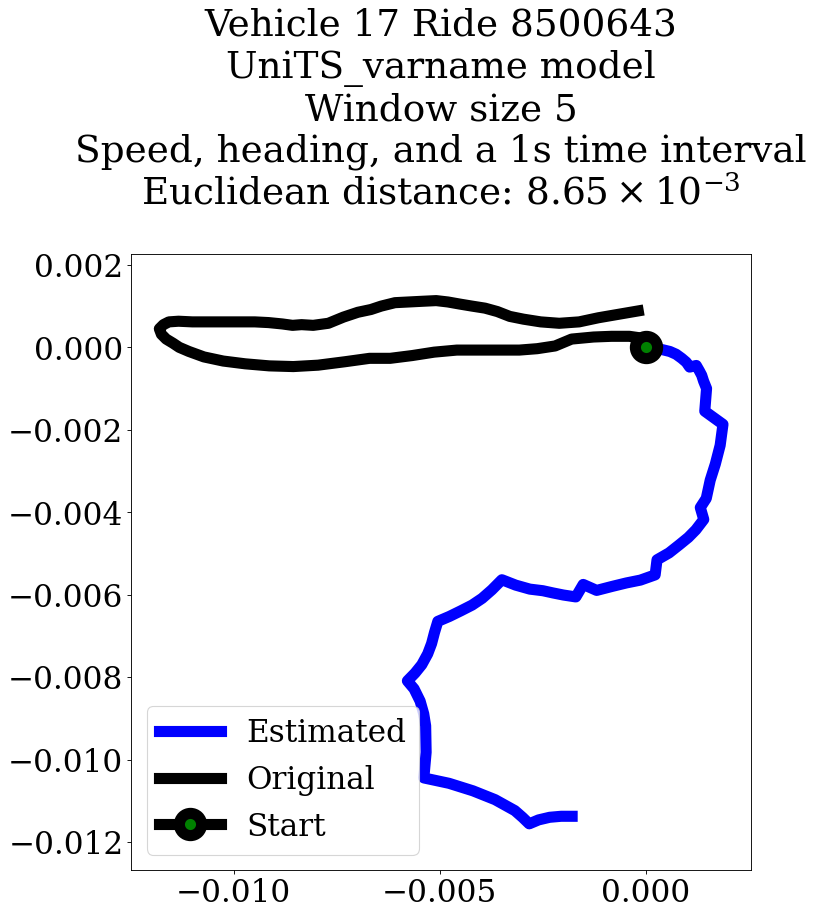 Vehicle 17 Ride 8500643
UniTS_varname model
Window size 5
Speed, heading, and a 1s time interval
Euclidean distance: 8.65 × 10⁻³
0.002
0.000
−0.002
−0.004
−0.006
−0.008
−0.010
−0.012
Estimated
Original
Start
−0.010 −0.005 0.000